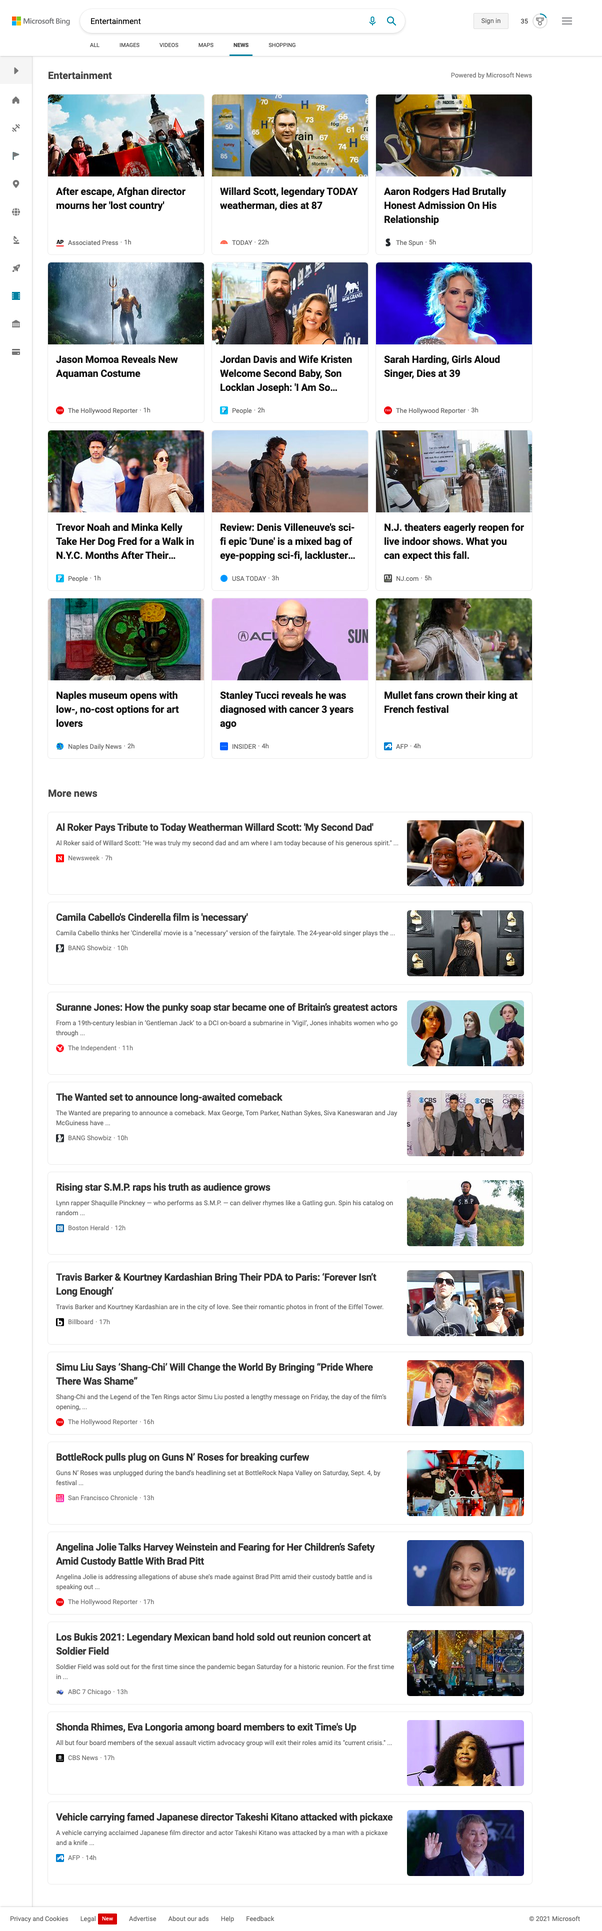 Microsoft Bing
Entertainment
Sign in
35
ALL IMAGES VIDEOS MAPS NEWS SHOPPING
Entertainment
Powered by Microsoft News
After escape, Afghan director
mourns her 'lost country'
AP Associated Press · 1h
Willard Scott, legendary TODAY
weatherman, dies at 87
TODAY · 22h
Aaron Rodgers Had Brutally
Honest Admission On His
Relationship
The Spun · 5h
Jason Momoa Reveals New
Aquaman Costume
The Hollywood Reporter · 1h
Jordan Davis and Wife Kristen
Welcome Second Baby, Son
Locklan Joseph: 'I Am So...
People · 2h
Sarah Harding, Girls Aloud
Singer, Dies at 39
The Hollywood Reporter · 3h
Trevor Noah and Minka Kelly
Take Her Dog Fred for a Walk in
N.Y.C. Months After Their...
People · 1h
Review: Denis Villeneuve's sci-
fi epic 'Dune' is a mixed bag of
eye-popping sci-fi, lackluster...
USA TODAY · 3h
N.J. theaters eagerly reopen for
live indoor shows. What you
can expect this fall.
NJ.com · 5h
Naples museum opens with
low-, no-cost options for art
lovers
Naples Daily News · 2h
Stanley Tucci reveals he was
diagnosed with cancer 3 years
ago
INSIDER · 4h
Mullet fans crown their king at
French festival
AFP · 4h
More news
Al Roker Pays Tribute to Today Weatherman Willard Scott: 'My Second Dad'
Al Roker said of Willard Scott: "He was truly my second dad and am where I am today because of his generous spirit." ...
Newsweek · 7h
Camila Cabello's Cinderella film is 'necessary'
Camila Cabello thinks her 'Cinderella' movie is a "necessary" version of the fairytale. The 24-year-old singer plays the ...
BANG Showbiz · 10h
Suranne Jones: How the punky soap star became one of Britain's greatest actors
From a 19th-century lesbian in 'Gentleman Jack' to a DCI on-board a submarine in 'Vigil', Jones inhabits women who go
through ...
The Independent · 11h
The Wanted set to announce long-awaited comeback
The Wanted are preparing to announce a comeback. Max George, Tom Parker, Nathan Sykes, Siva Kaneswaran and Jay
McGuiness have ...
BANG Showbiz · 10h
Rising star S.M.P. raps his truth as audience grows
Lynn rapper Shaquille Pinckney — who performs as S.M.P. — can deliver rhymes like a Gatling gun. Spin his catalog on
random ...
Boston Herald · 12h
Travis Barker & Kourtney Kardashian Bring Their PDA to Paris: 'Forever Isn't
Long Enough'
Travis Barker and Kourtney Kardashian are in the city of love. See their romantic photos in front of the Eiffel Tower.
Billboard · 17h
Simu Liu Says 'Shang-Chi' Will Change the World By Bringing "Pride Where
There Was Shame"
Shang-Chi and the Legend of the Ten Rings actor Simu Liu posted a lengthy message on Friday, the day of the film's
opening, ...
The Hollywood Reporter · 16h
BottleRock pulls plug on Guns N' Roses for breaking curfew
Guns N' Roses was unplugged during the band's headlining set at BottleRock Napa Valley on Saturday, Sept. 4, by
festival ...
San Francisco Chronicle · 13h
Angelina Jolie Talks Harvey Weinstein and Fearing for Her Children's Safety
Amid Custody Battle With Brad Pitt
Angelina Jolie is addressing allegations of abuse she's made against Brad Pitt amid their custody battle and is
speaking out ...
The Hollywood Reporter · 17h
Los Bukis 2021: Legendary Mexican band hold sold out reunion concert at
Soldier Field
Soldier Field was sold out for the first time since the pandemic began Saturday for a historic reunion. For the first time
in ...
ABC 7 Chicago · 13h
Shonda Rhimes, Eva Longoria among board members to exit Time's Up
All but four board members of the sexual assault victim advocacy group will exit their roles amid its "current crisis." ...
CBS News · 17h
Vehicle carrying famed Japanese director Takeshi Kitano attacked with pickaxe
A vehicle carrying acclaimed Japanese film director and actor Takeshi Kitano was attacked by a man with a pickaxe
and a knife ...
AFP · 14h
Privacy and Cookies Legal New Advertise About our ads Help Feedback
© 2021 Microsoft